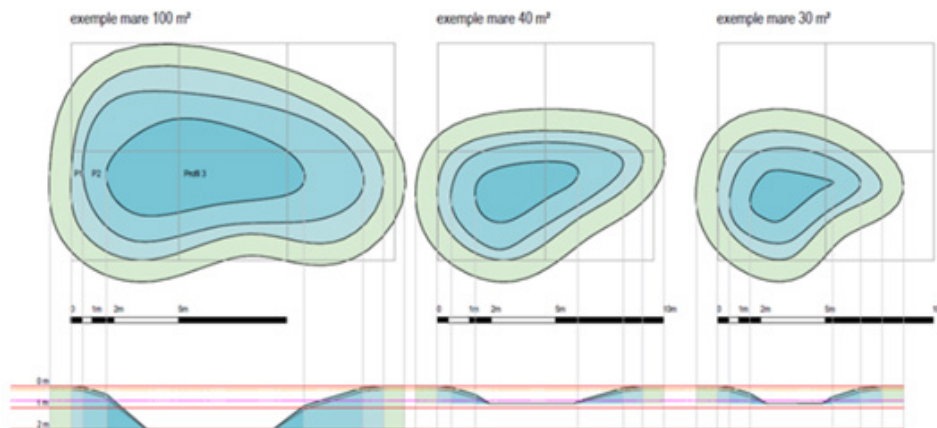 exemple mare 100 m²
exemple mare 40 m²
exemple mare 30 m²
P1 P2 Profil 3
0 1m 2m 5m
0 1m 2m 5m 10m
0 1m 2m 5m
0 m
1 m
2 m